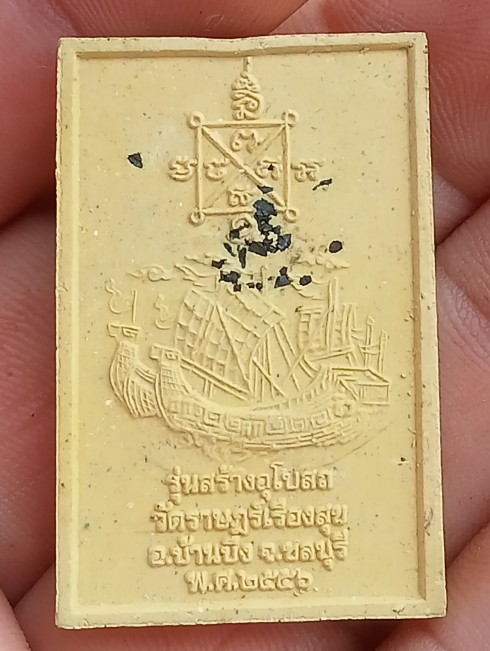 รุ่นสร้างอุโบสถ
วัดราษฎร์เรืองสุข
อ.บ้านบึง จ.ชลบุรี
พ.ศ.๒๕๕๖